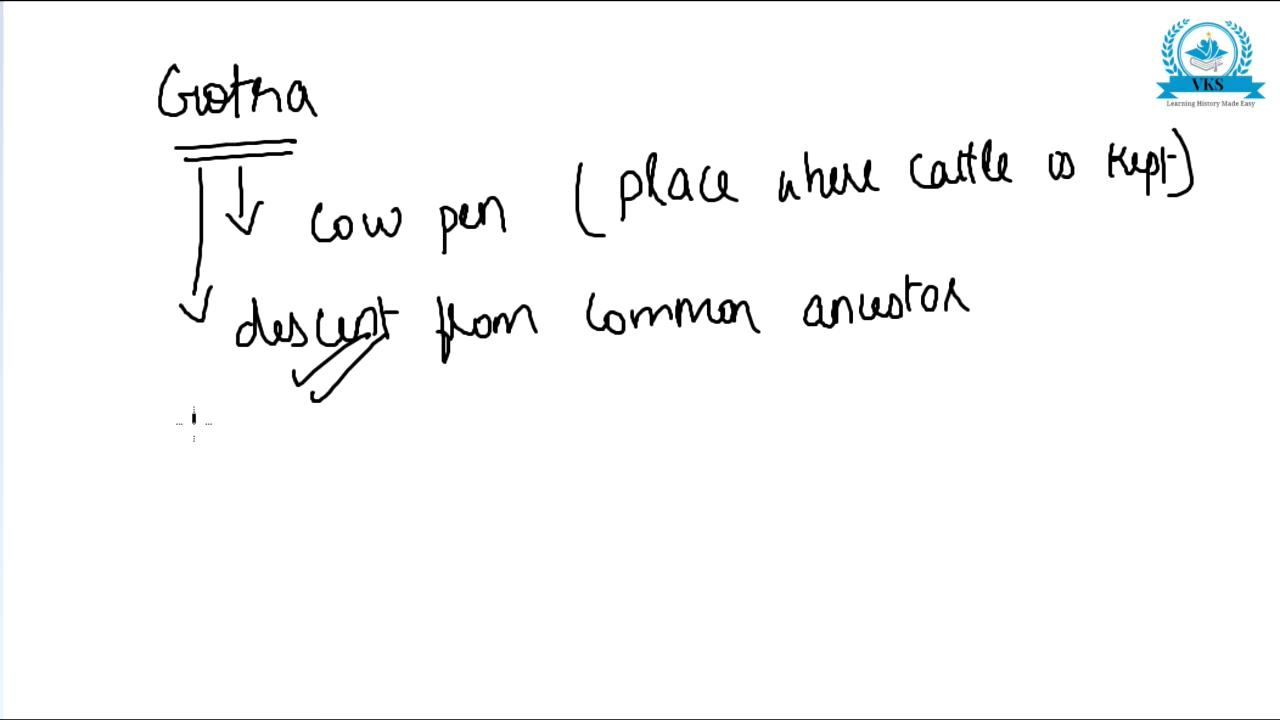 Gotra
cow pen (place where cattle is kept)
descent from common ancestor
VKS
Learning History Made Easy